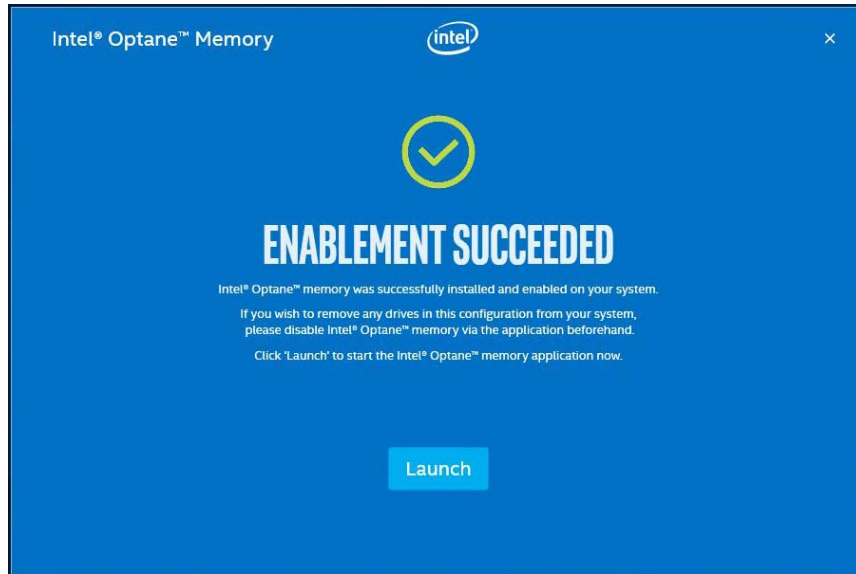 Intel® Optane™ Memory
intel
×
ENABLEMENT SUCCEEDED
Intel® Optane™ memory was successfully installed and enabled on your system.
If you wish to remove any drives in this configuration from your system,
please disable Intel® Optane™ memory via the application beforehand.
Click 'Launch' to start the Intel® Optane™ memory application now.
Launch